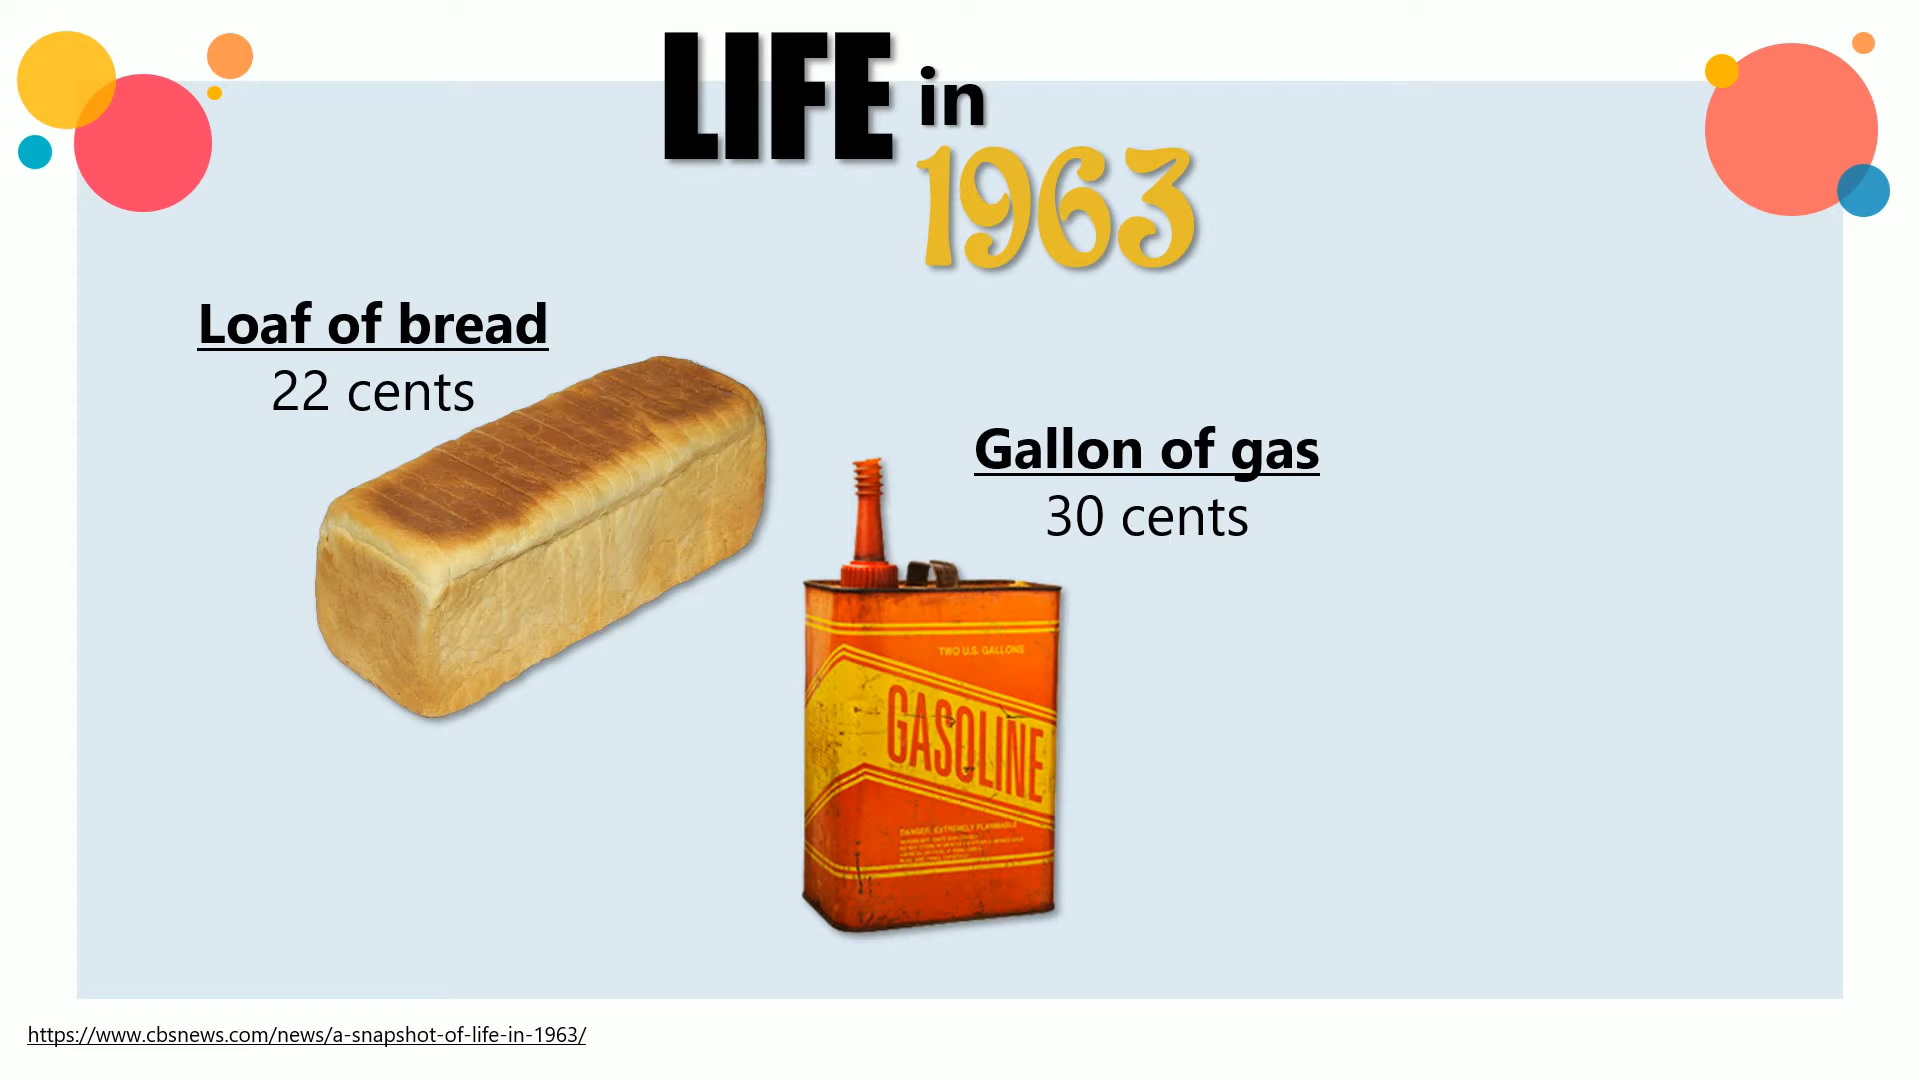 LIFE in
1963
Loaf of bread
22 cents
Gallon of gas
30 cents
TWO U.S. GALLONS
GASOLINE
DANGER: EXTREMELY FLAMMABLE
https://www.cbsnews.com/news/a-snapshot-of-life-in-1963/